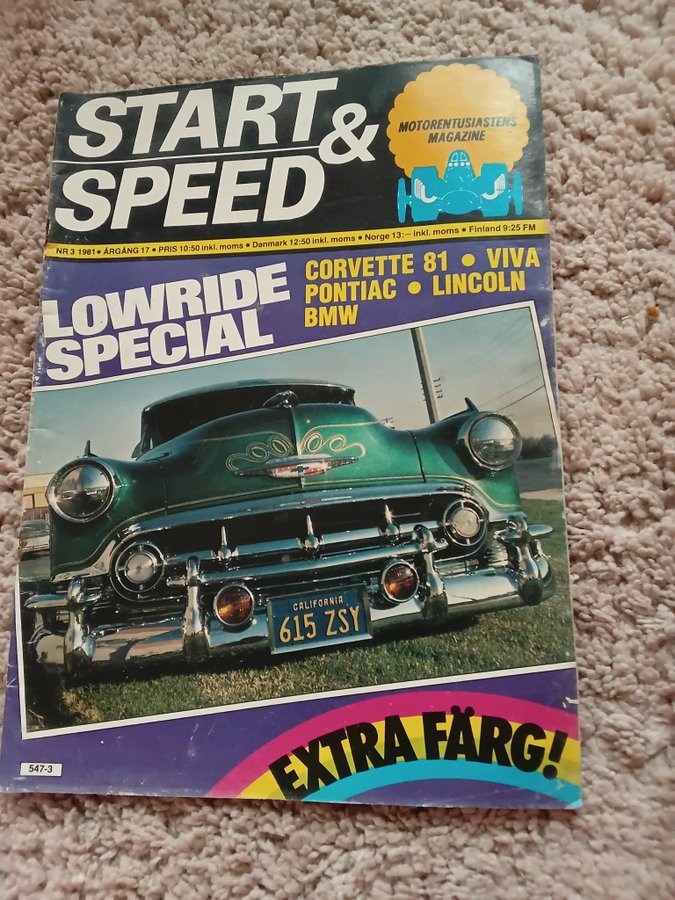 START
&
SPEED
MOTORENTUSIASTENS
MAGAZINE
NR 3 1981 • ÅRGÅNG 17 • PRIS 10:50 inkl. moms • Danmark 12:50 inkl. moms • Norge 13:– inkl. moms • Finland 9:25 FM
LOWRIDE
SPECIAL
CORVETTE 81 • VIVA
PONTIAC • LINCOLN
BMW
CALIFORNIA
615 ZSY
EXTRA FÄRG!
547-3